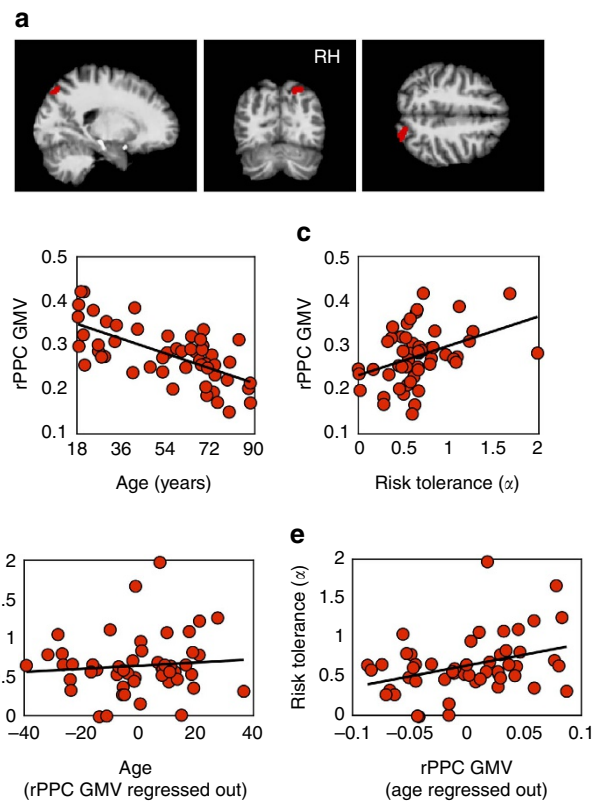 a
RH
0.5
0.4
0.3
0.2
0.1
rPPC GMV
18 36 54 72 90
Age (years)
c
0.5
0.4
0.3
0.2
0.1
rPPC GMV
0 0.5 1 1.5 2
Risk tolerance (α)
2
.5
1
.5
0
−40 −20 0 20 40
Age
(rPPC GMV regressed out)
e
2
1.5
1
0.5
0
Risk tolerance (α)
−0.1 −0.05 0 0.05 0.1
rPPC GMV
(age regressed out)